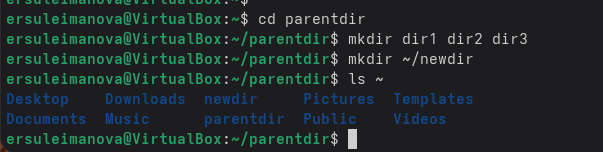 ersuleimanova@VirtualBox:~$ cd parentdir
ersuleimanova@VirtualBox:~/parentdir$ mkdir dir1 dir2 dir3
ersuleimanova@VirtualBox:~/parentdir$ mkdir ~/newdir
ersuleimanova@VirtualBox:~/parentdir$ ls ~
Desktop    Downloads  newdir     Pictures  Templates
Documents  Music      parentdir  Public    Videos
ersuleimanova@VirtualBox:~/parentdir$